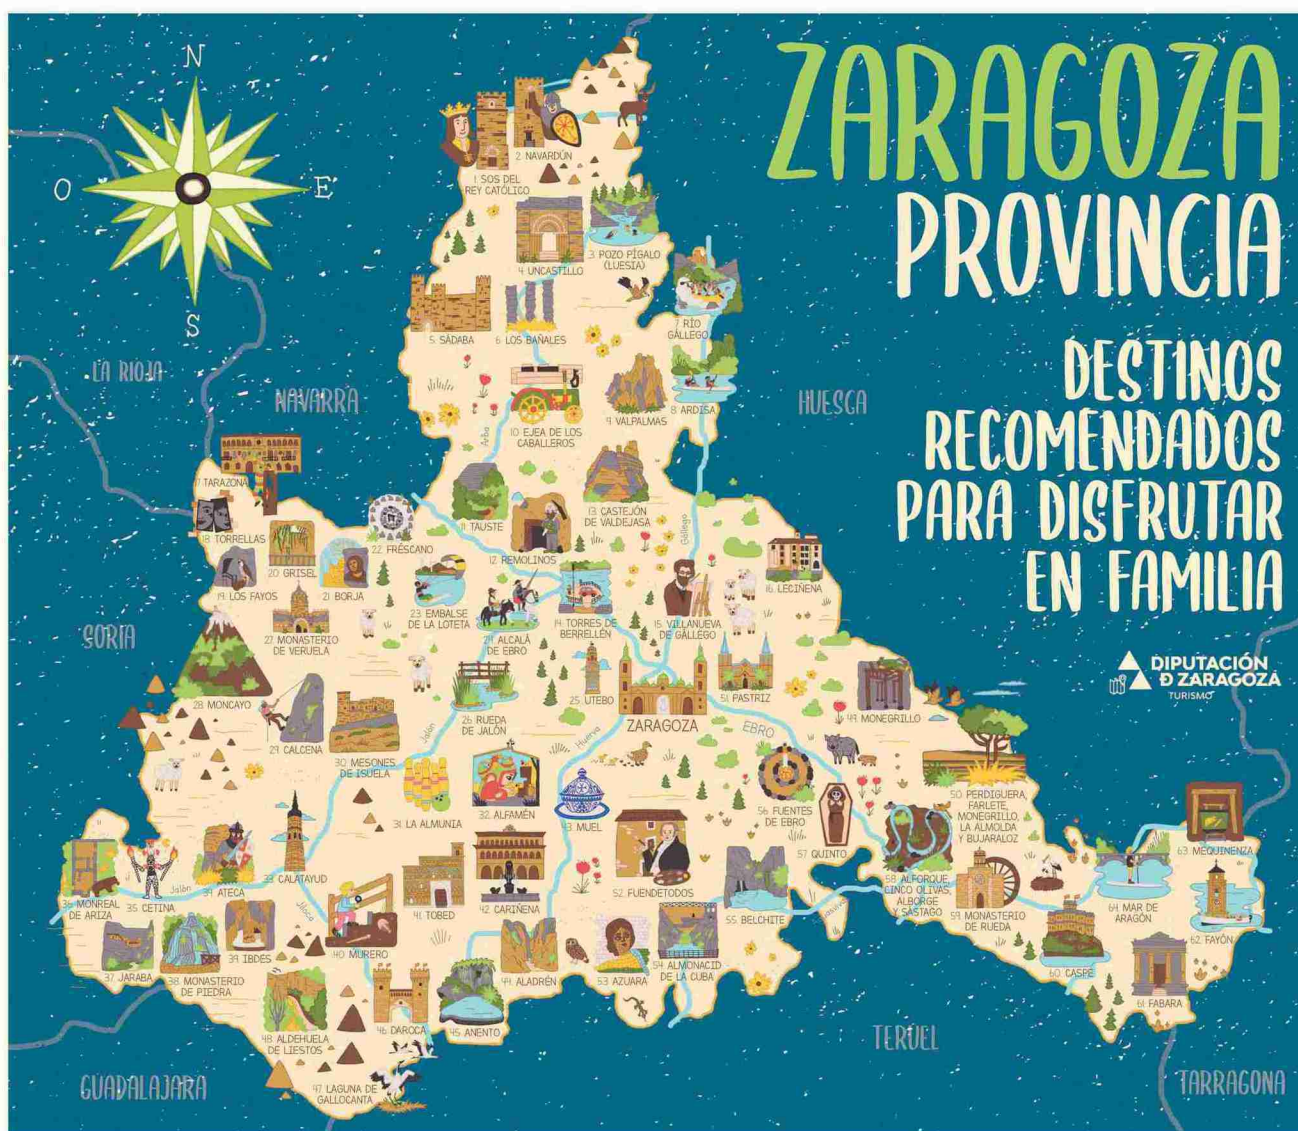 ZARAGOZA
PROVINCIA
DESTINOS
RECOMENDADOS
PARA DISFRUTAR
EN FAMILIA
DIPUTACIÓN
D ZARAGOZA
TURISMO
N
O
E
S
LA RIOJA
NAVARRA
HUESCA
SORIA
TERUEL
GUADALAJARA
TARRAGONA
1. SOS DEL
REY CATÓLICO
2. NAVARDÚN
3. POZO PÍGALO
(LUESIA)
4. UNCASTILLO
5. SÁDABA
6. LOS BAÑALES
7. RÍO
GÁLLEGO
8. ARDISA
9. VALPALMAS
10. EJEA DE LOS
CABALLEROS
Arba
11. TAUSTE
12. REMOLINOS
13. CASTEJÓN
DE VALDEJASA
Gállego
14. TORRES DE
BERRELLÉN
15. VILLANUEVA
DE GÁLLEGO
16. LECIÑENA
17. TARAZONA
18. TORRELLAS
19. LOS FAYOS
20. GRISEL
21. BORJA
22. FRÉSCANO
23. EMBALSE
DE LA LOTETA
24. ALCALÁ
DE EBRO
25. UTEBO
26. RUEDA
DE JALÓN
27. MONASTERIO
DE VERUELA
28. MONCAYO
29. CALCENA
30. MESONES
DE ISUELA
Jalón
Huerva
ZARAGOZA
EBRO
51. PASTRIZ
49. MONEGRILLO
50. PERDIGUERA,
FARLETE,
MONEGRILLO,
LA ALMOLDA
Y BUJARALOZ
31. LA ALMUNIA
32. ALFAMÉN
43. MUEL
56. FUENTES
DE EBRO
57. QUINTO
33. CALATAYUD
34. ATECA
35. CETINA
Jalón
36. MONREAL
DE ARIZA
37. JARABA
38. MONASTERIO
DE PIEDRA
39. IBDES
Jiloca
40. MURERO
41. TOBED
42. CARIÑENA
52. FUENDETODOS
55. BELCHITE
58. ALFORQUE,
CINCO OLIVAS,
ALBORGE
Y SÁSTAGO
59. MONASTERIO
DE RUEDA
64. MAR DE
ARAGÓN
63. MEQUINENZA
62. FAYÓN
60. CASPE
61. FABARA
44. ALADRÉN
53. AZUARA
54. ALMONACID
DE LA CUBA
45. ANENTO
46. DAROCA
48. ALDEHUELA
DE LIESTOS
47. LAGUNA DE
GALLOCANTA